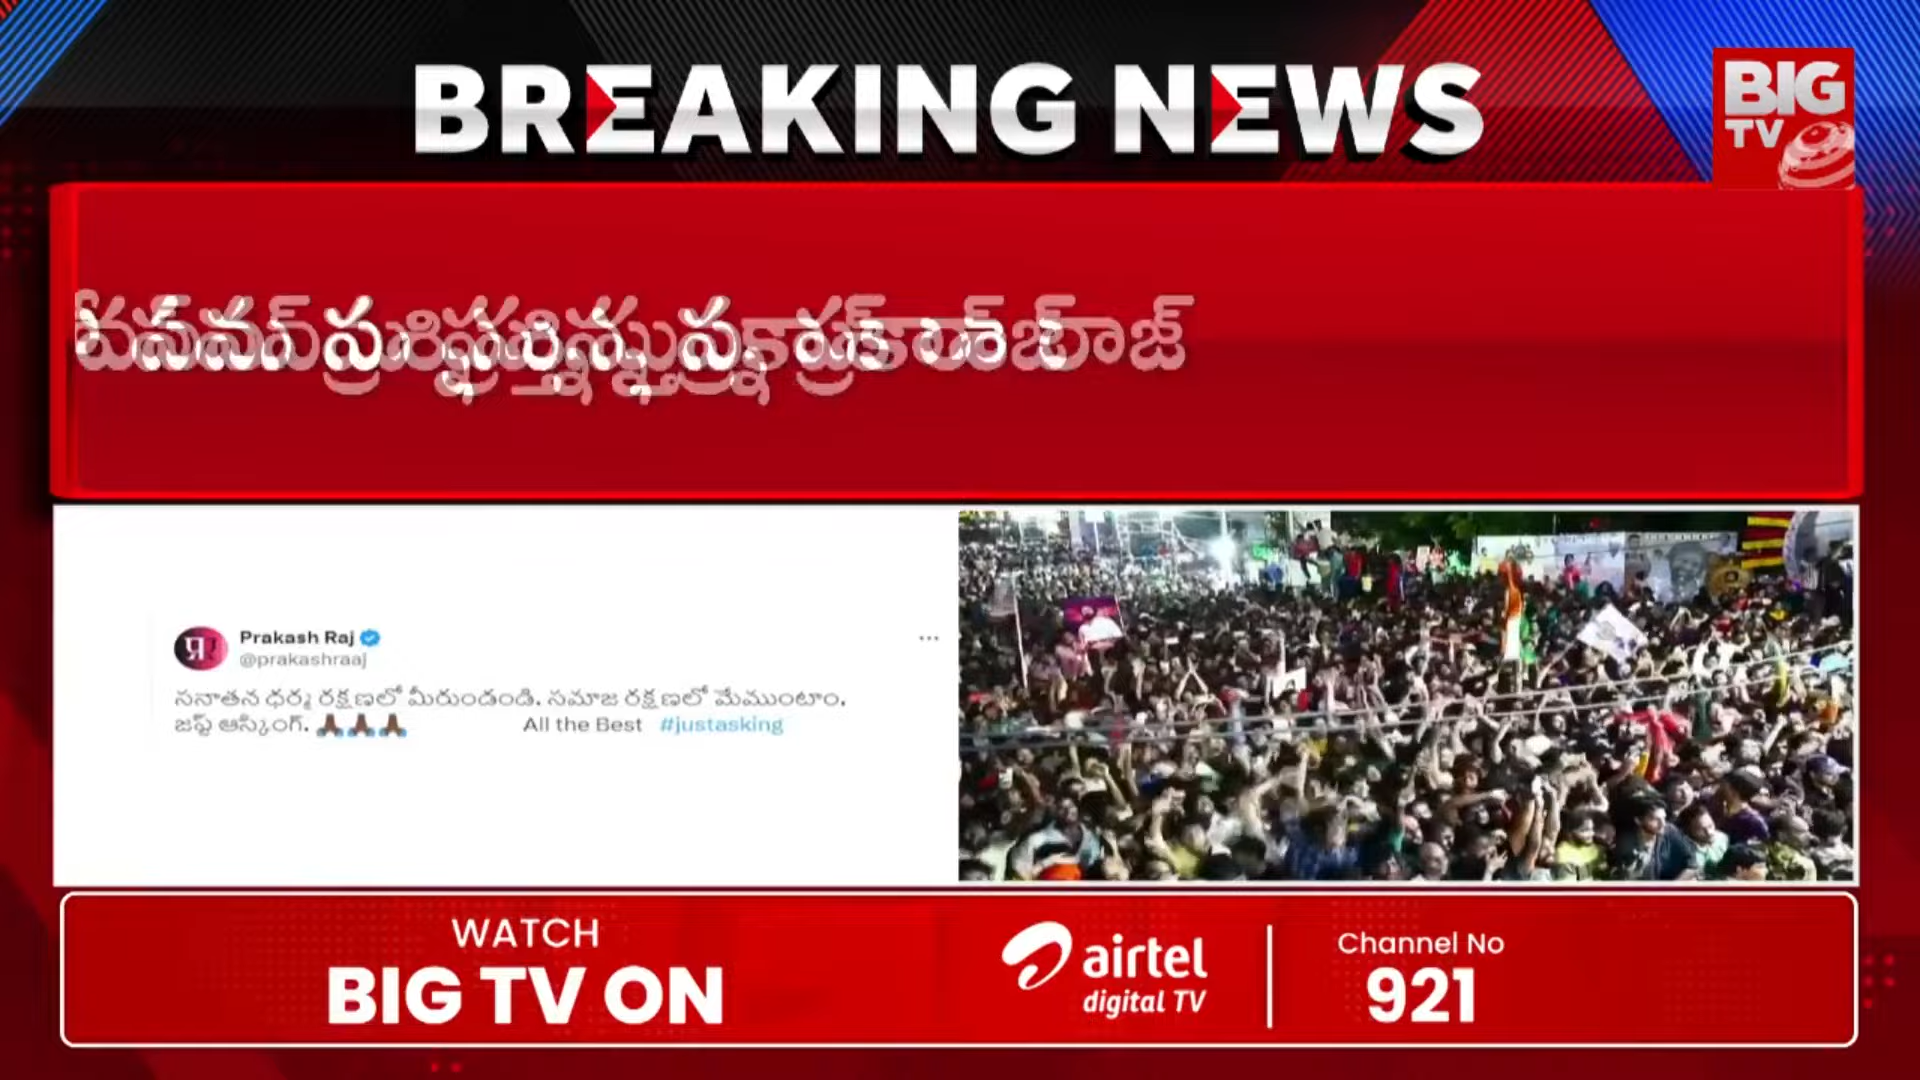 BREAKING NEWS
BIG
TV
Prakash Raj
@prakashraaj
సనాతన ధర్మ రక్షణలో మీరుండండి. సమాజ రక్షణలో మేముంటాం.
జస్ట్ ఆస్కింగ్. 🙏🏾🙏🏾🙏🏾 All the Best #justasking
WATCH
BIG TV ON
airtel
digital TV
Channel No
921